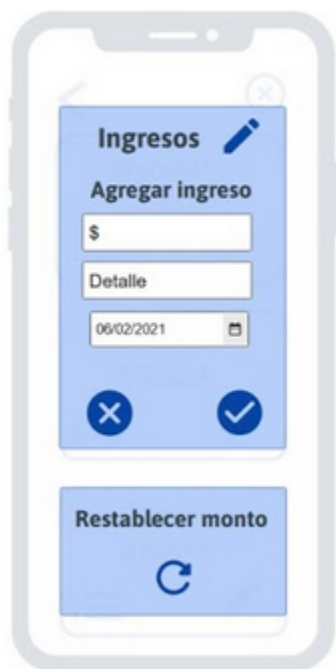 Ingresos
Agregar ingreso
$
Detalle
06/02/2021
Restablecer monto